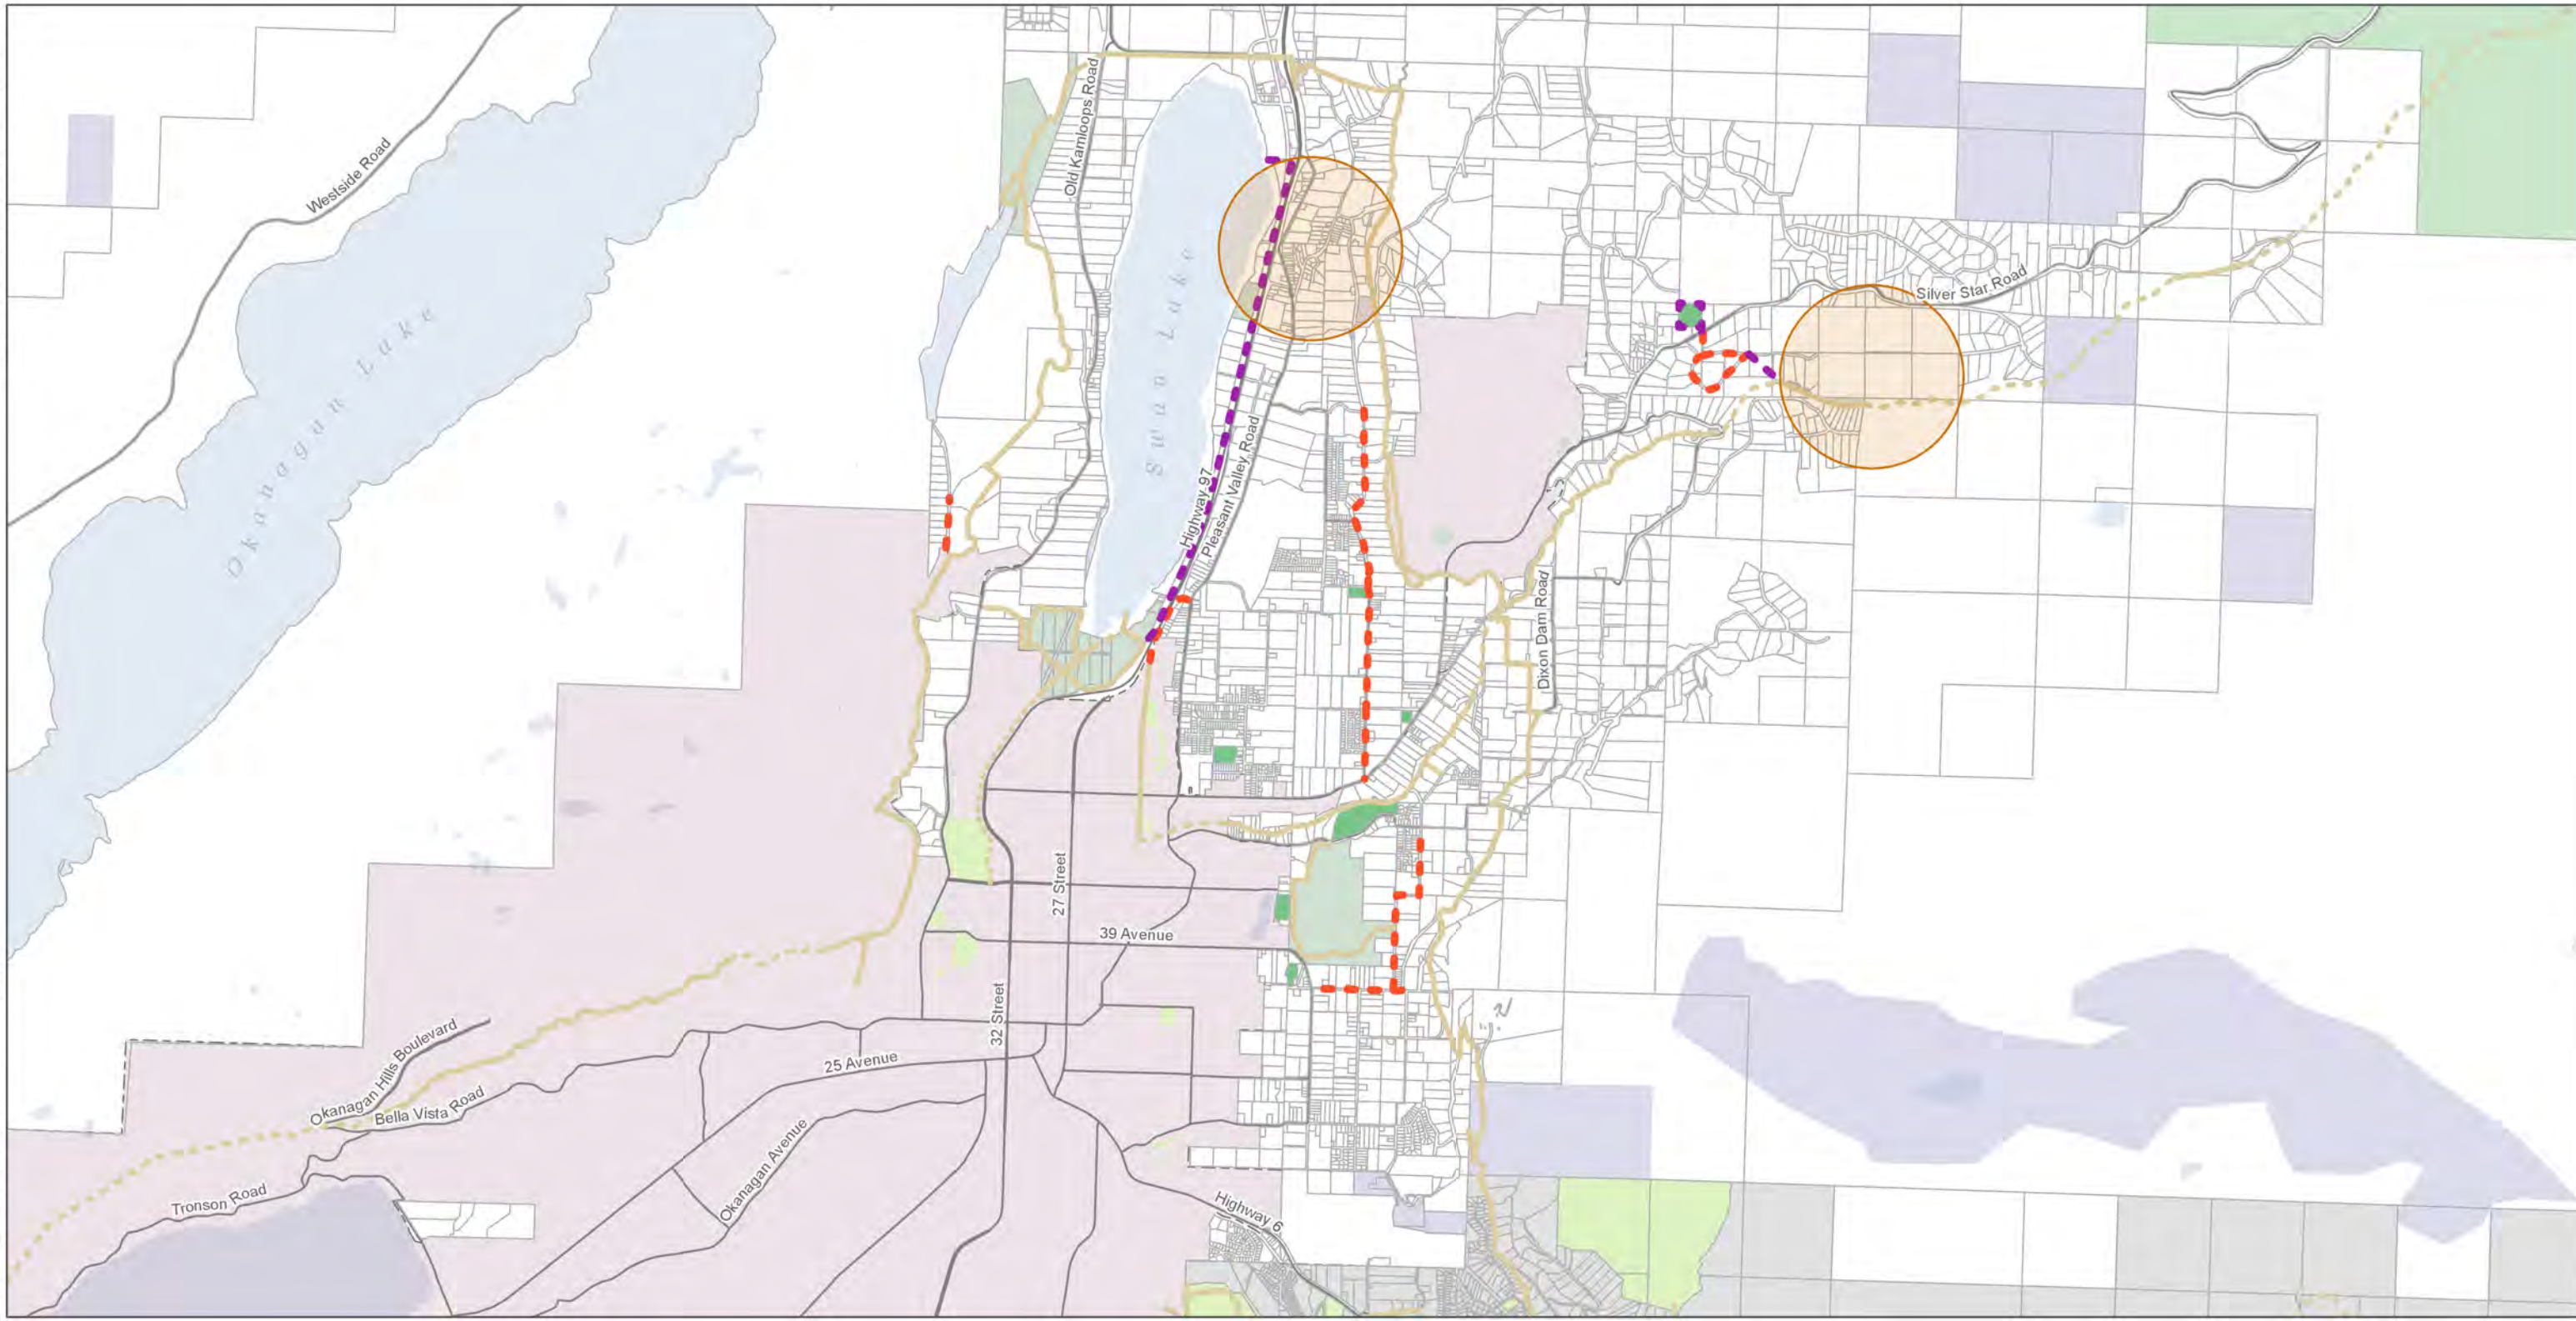 Westside Road
Old Kamloops Road
Okanagan Lake
Swan Lake
Silver Star Road
Highway 97
Pleasant Valley Road
Dixon Dam Road
27 Street
39 Avenue
32 Street
25 Avenue
Okanagan Hills Boulevard
Bella Vista Road
Okanagan Avenue
Tronson Road
Highway 6